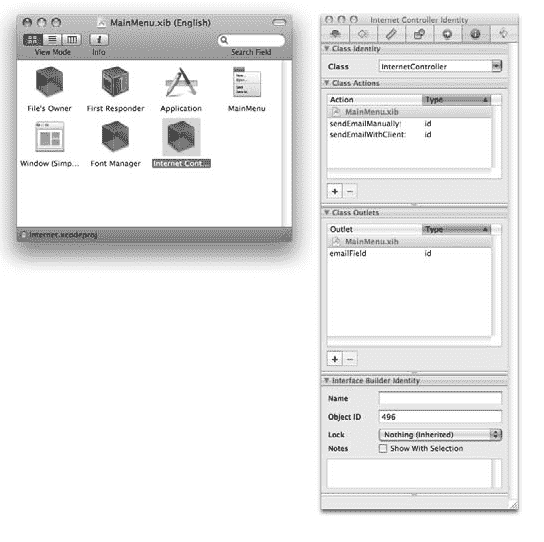 MainMenu.xib (English)
View Mode
Info
Search Field
File's Owner
First Responder
Application
MainMenu
Window (Simp...
Font Manager
Internet Cont...
Internet.xcodeproj
Internet Controller Identity
Class Identity
Class InternetController
Class Actions
Action Type
MainMenu.xib
sendEmailManually: id
sendEmailWithClient: id
Class Outlets
Outlet Type
MainMenu.xib
emailField id
Interface Builder Identity
Name
Object ID 496
Lock Nothing (Inherited)
Notes Show With Selection